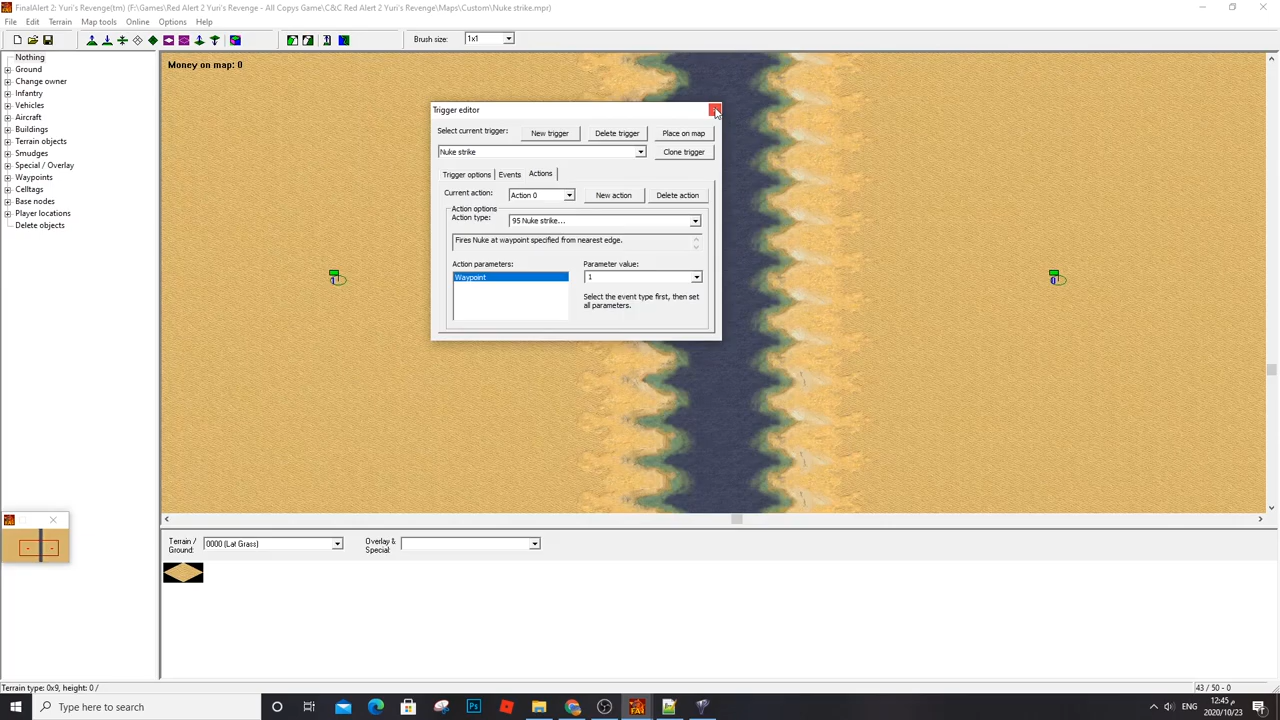 FinalAlert 2: Yuri's Revenge(tm) (F:\Games\Red Alert 2 Yuri's Revenge - All Copys Game\C&C Red Alert2 Yuri's Revenge\Maps\Custom\Nuke strike.mpr)
File Edit Terrain Map tools Online Options Help
Brush size: 1x1
Nothing
Ground
Change owner
Infantry
Vehicles
Aircraft
Buildings
Terrain objects
Smudges
Special / Overlay
Waypoints
Celltags
Base nodes
Player locations
Delete objects
Money on map: 0
Trigger editor
Select current trigger: New trigger Delete trigger Place on map
Nuke strike Clone trigger
Trigger options Events Actions
Current action: Action 0 New action Delete action
Action options
Action type: 95 Nuke strike...
Fires Nuke at waypoint specified from nearest edge.
Action parameters: Parameter value:
Waypoint 1
Select the event type first, then set
all parameters.
1
0
Terrain / Ground: 0000 (Lat Grass) Overlay & Special:
Terrain type: 0x9, height: 0 / 43 / 50 - 0
Type here to search
ENG
12:45 م
2020/10/23